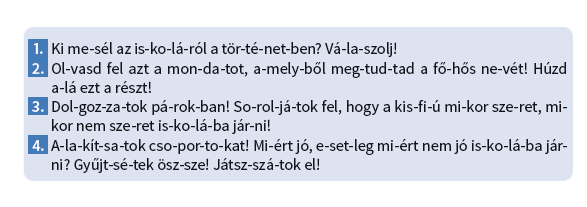 1. Ki me-sél az is-ko-lá-ról a tör-té-net-ben? Vá-la-szolj!
2. Ol-vasd fel azt a mon-da-tot, a-mely-ből meg-tud-tad a fő-hős ne-vét! Húzd
a-lá ezt a részt!
3. Dol-goz-za-tok pá-rok-ban! So-rol-já-tok fel, hogy a kis-fi-ú mi-kor sze-ret, mi-
kor nem sze-ret is-ko-lá-ba jár-ni!
4. A-la-kít-sa-tok cso-por-to-kat! Mi-ért jó, e-set-leg mi-ért nem jó is-ko-lá-ba jár-
ni? Gyűjt-sé-tek ösz-sze! Játsz-szá-tok el!